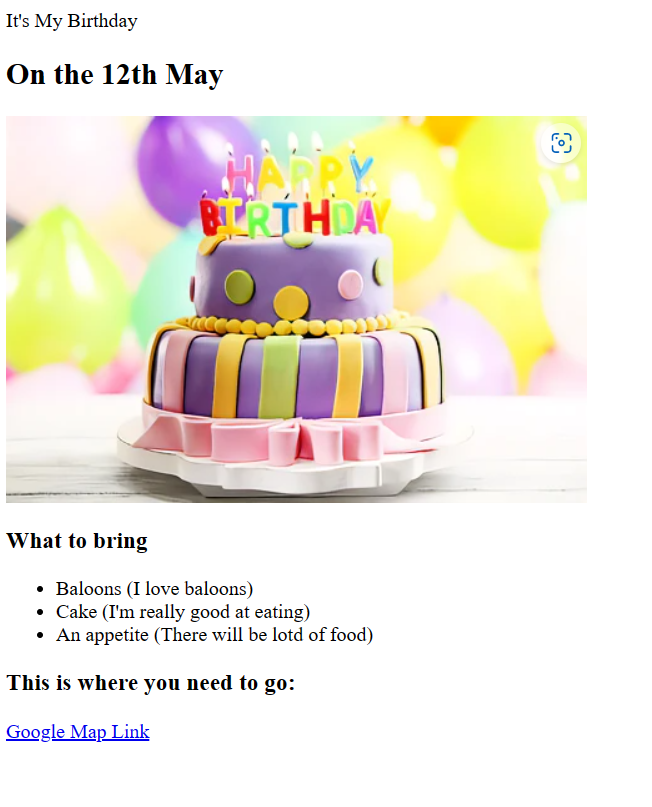 It's My Birthday
On the 12th May
HAPPY
BIRTHDAY
What to bring
Baloons (I love baloons)
Cake (I'm really good at eating)
An appetite (There will be lotd of food)
This is where you need to go:
Google Map Link